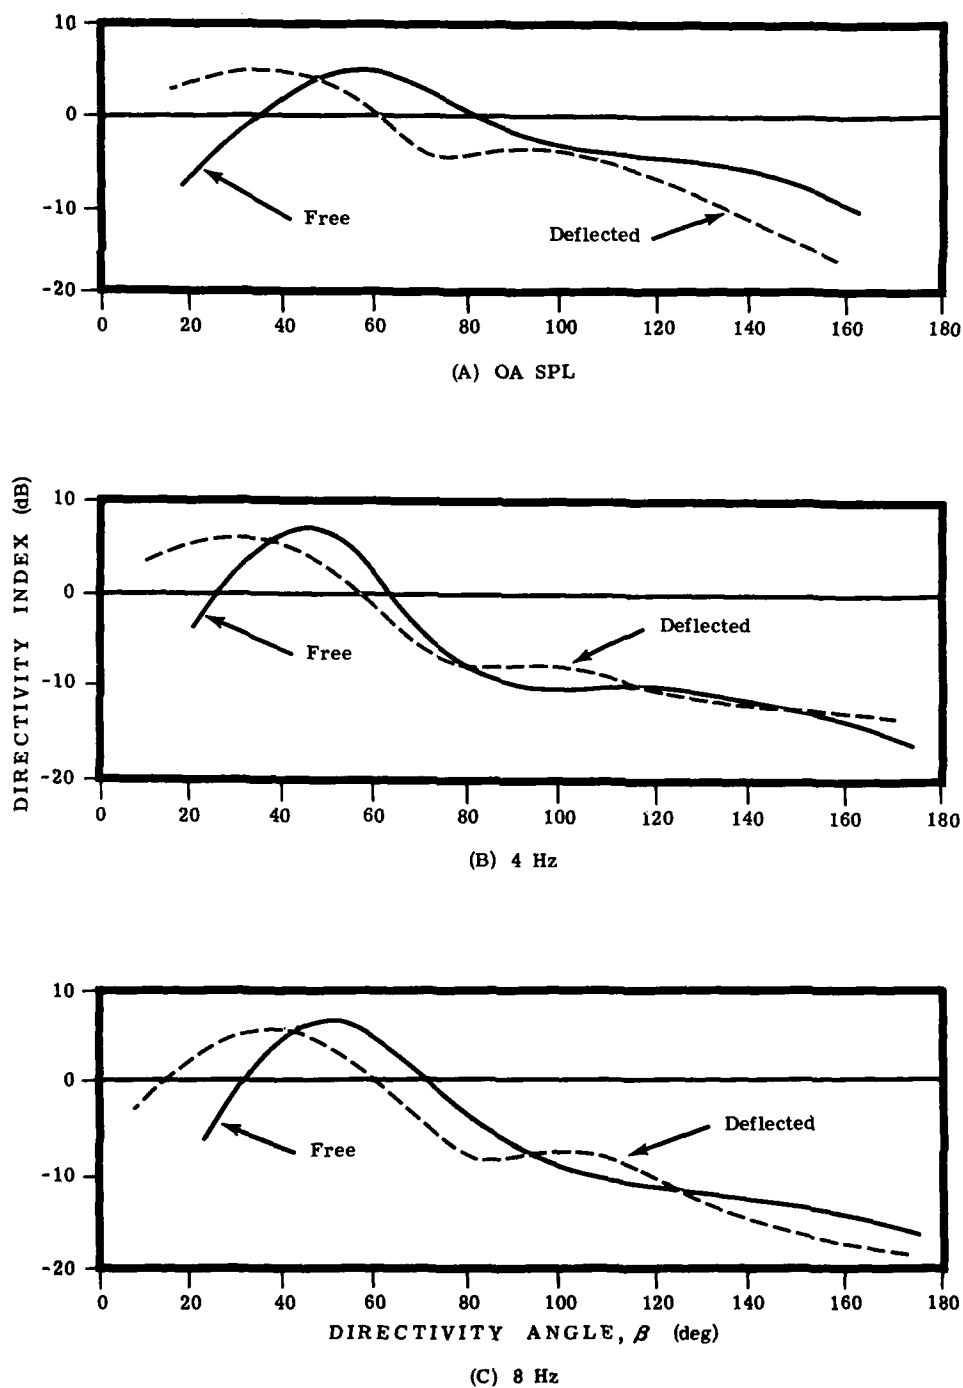 10
0
-10
-20
0 20 40 60 80 100 120 140 160 180
Free
Deflected
(A) OA SPL
DIRECTIVITY INDEX (dB)
10
0
-10
-20
0 20 40 60 80 100 120 140 160 180
Free
Deflected
(B) 4 Hz
10
0
-10
-20
0 20 40 60 80 100 120 140 160 180
Free
Deflected
DIRECTIVITY ANGLE, β (deg)
(C) 8 Hz